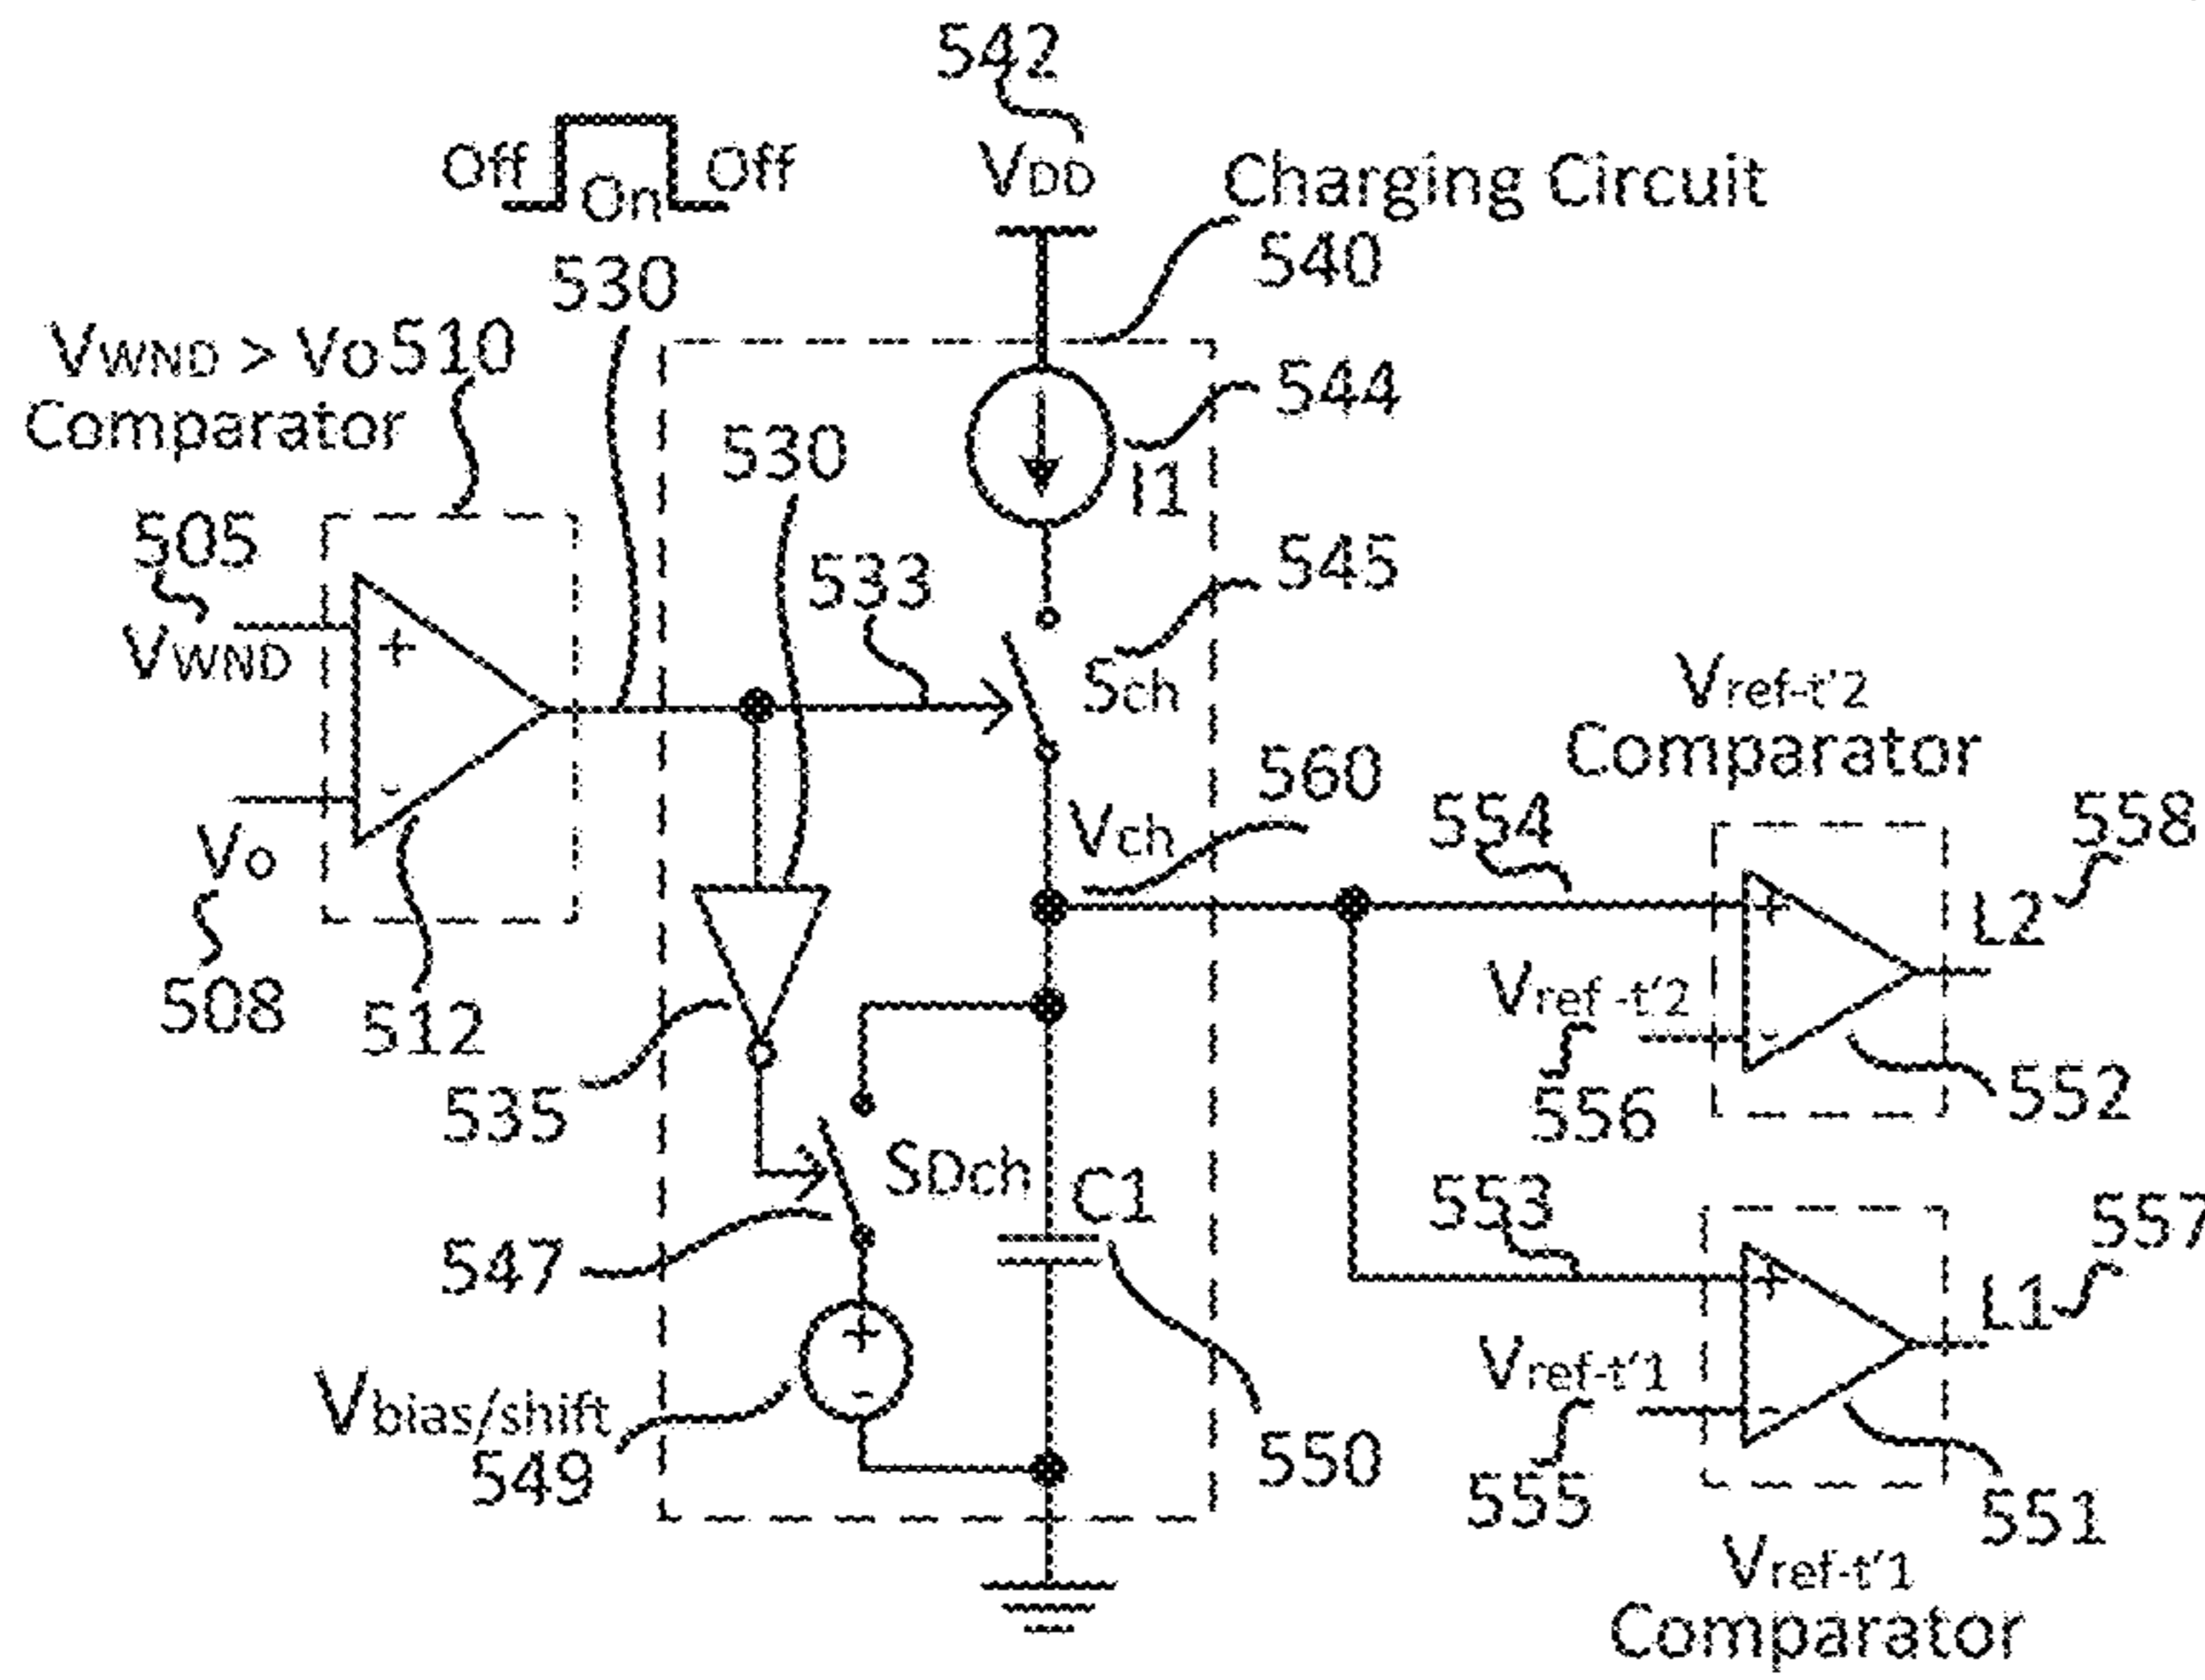 542
Off On Off
VDD
Charging Circuit
540
530
VWND > Vo 510
Comparator
544
I1
530
505
VWND
533
545
Sch
+
-
Vo
508
512
Vch
560
Vref-t'2
Comparator
554
558
L2
+
-
Vref-t'2
556
552
535
SDch
C1
547
553
557
L1
+
-
Vref-t'1
555
551
+
-
Vbias/shift
549
550
Vref-t'1
Comparator